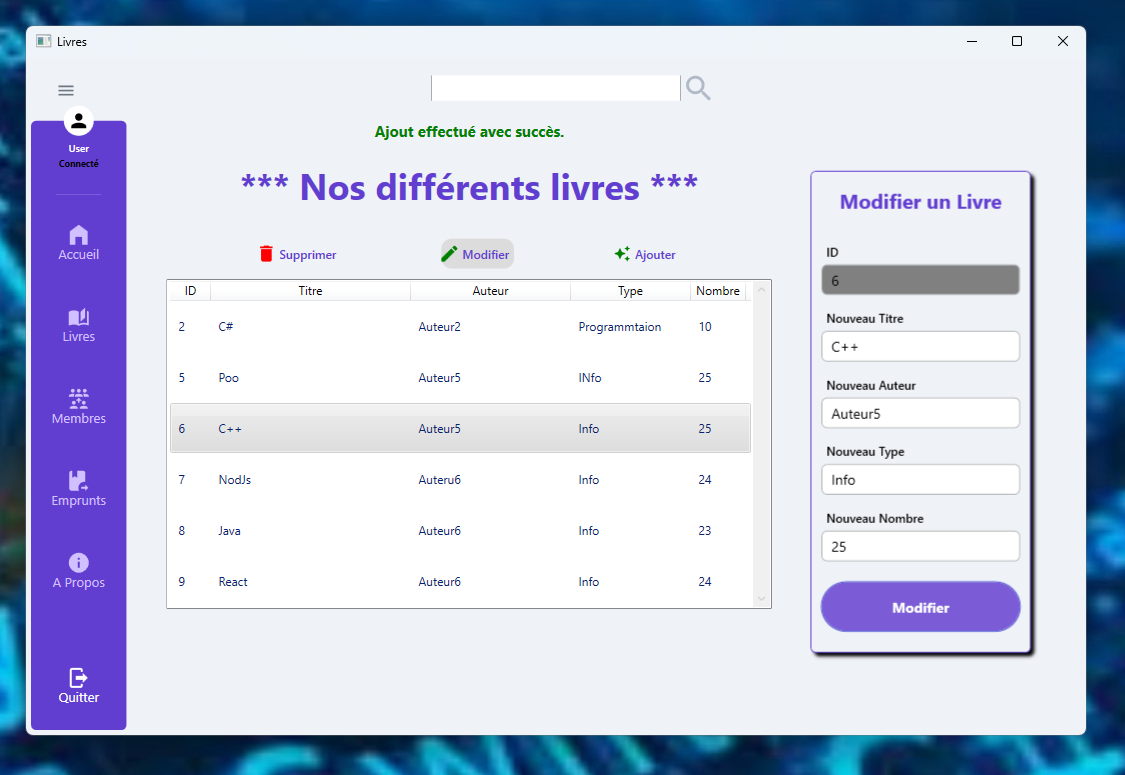 Livres
User
Connecté
Accueil
Livres
Membres
Emprunts
A Propos
Quitter
Ajout effectué avec succès.
*** Nos différents livres ***
Supprimer Modifier Ajouter
ID Titre Auteur Type Nombre
2 C# Auteur2 Programmtaion 10
5 Poo Auteur5 INfo 25
6 C++ Auteur5 Info 25
7 NodJs Auteru6 Info 24
8 Java Auteur6 Info 23
9 React Auteur6 Info 24
Modifier un Livre
ID
6
Nouveau Titre
C++
Nouveau Auteur
Auteur5
Nouveau Type
Info
Nouveau Nombre
25
Modifier